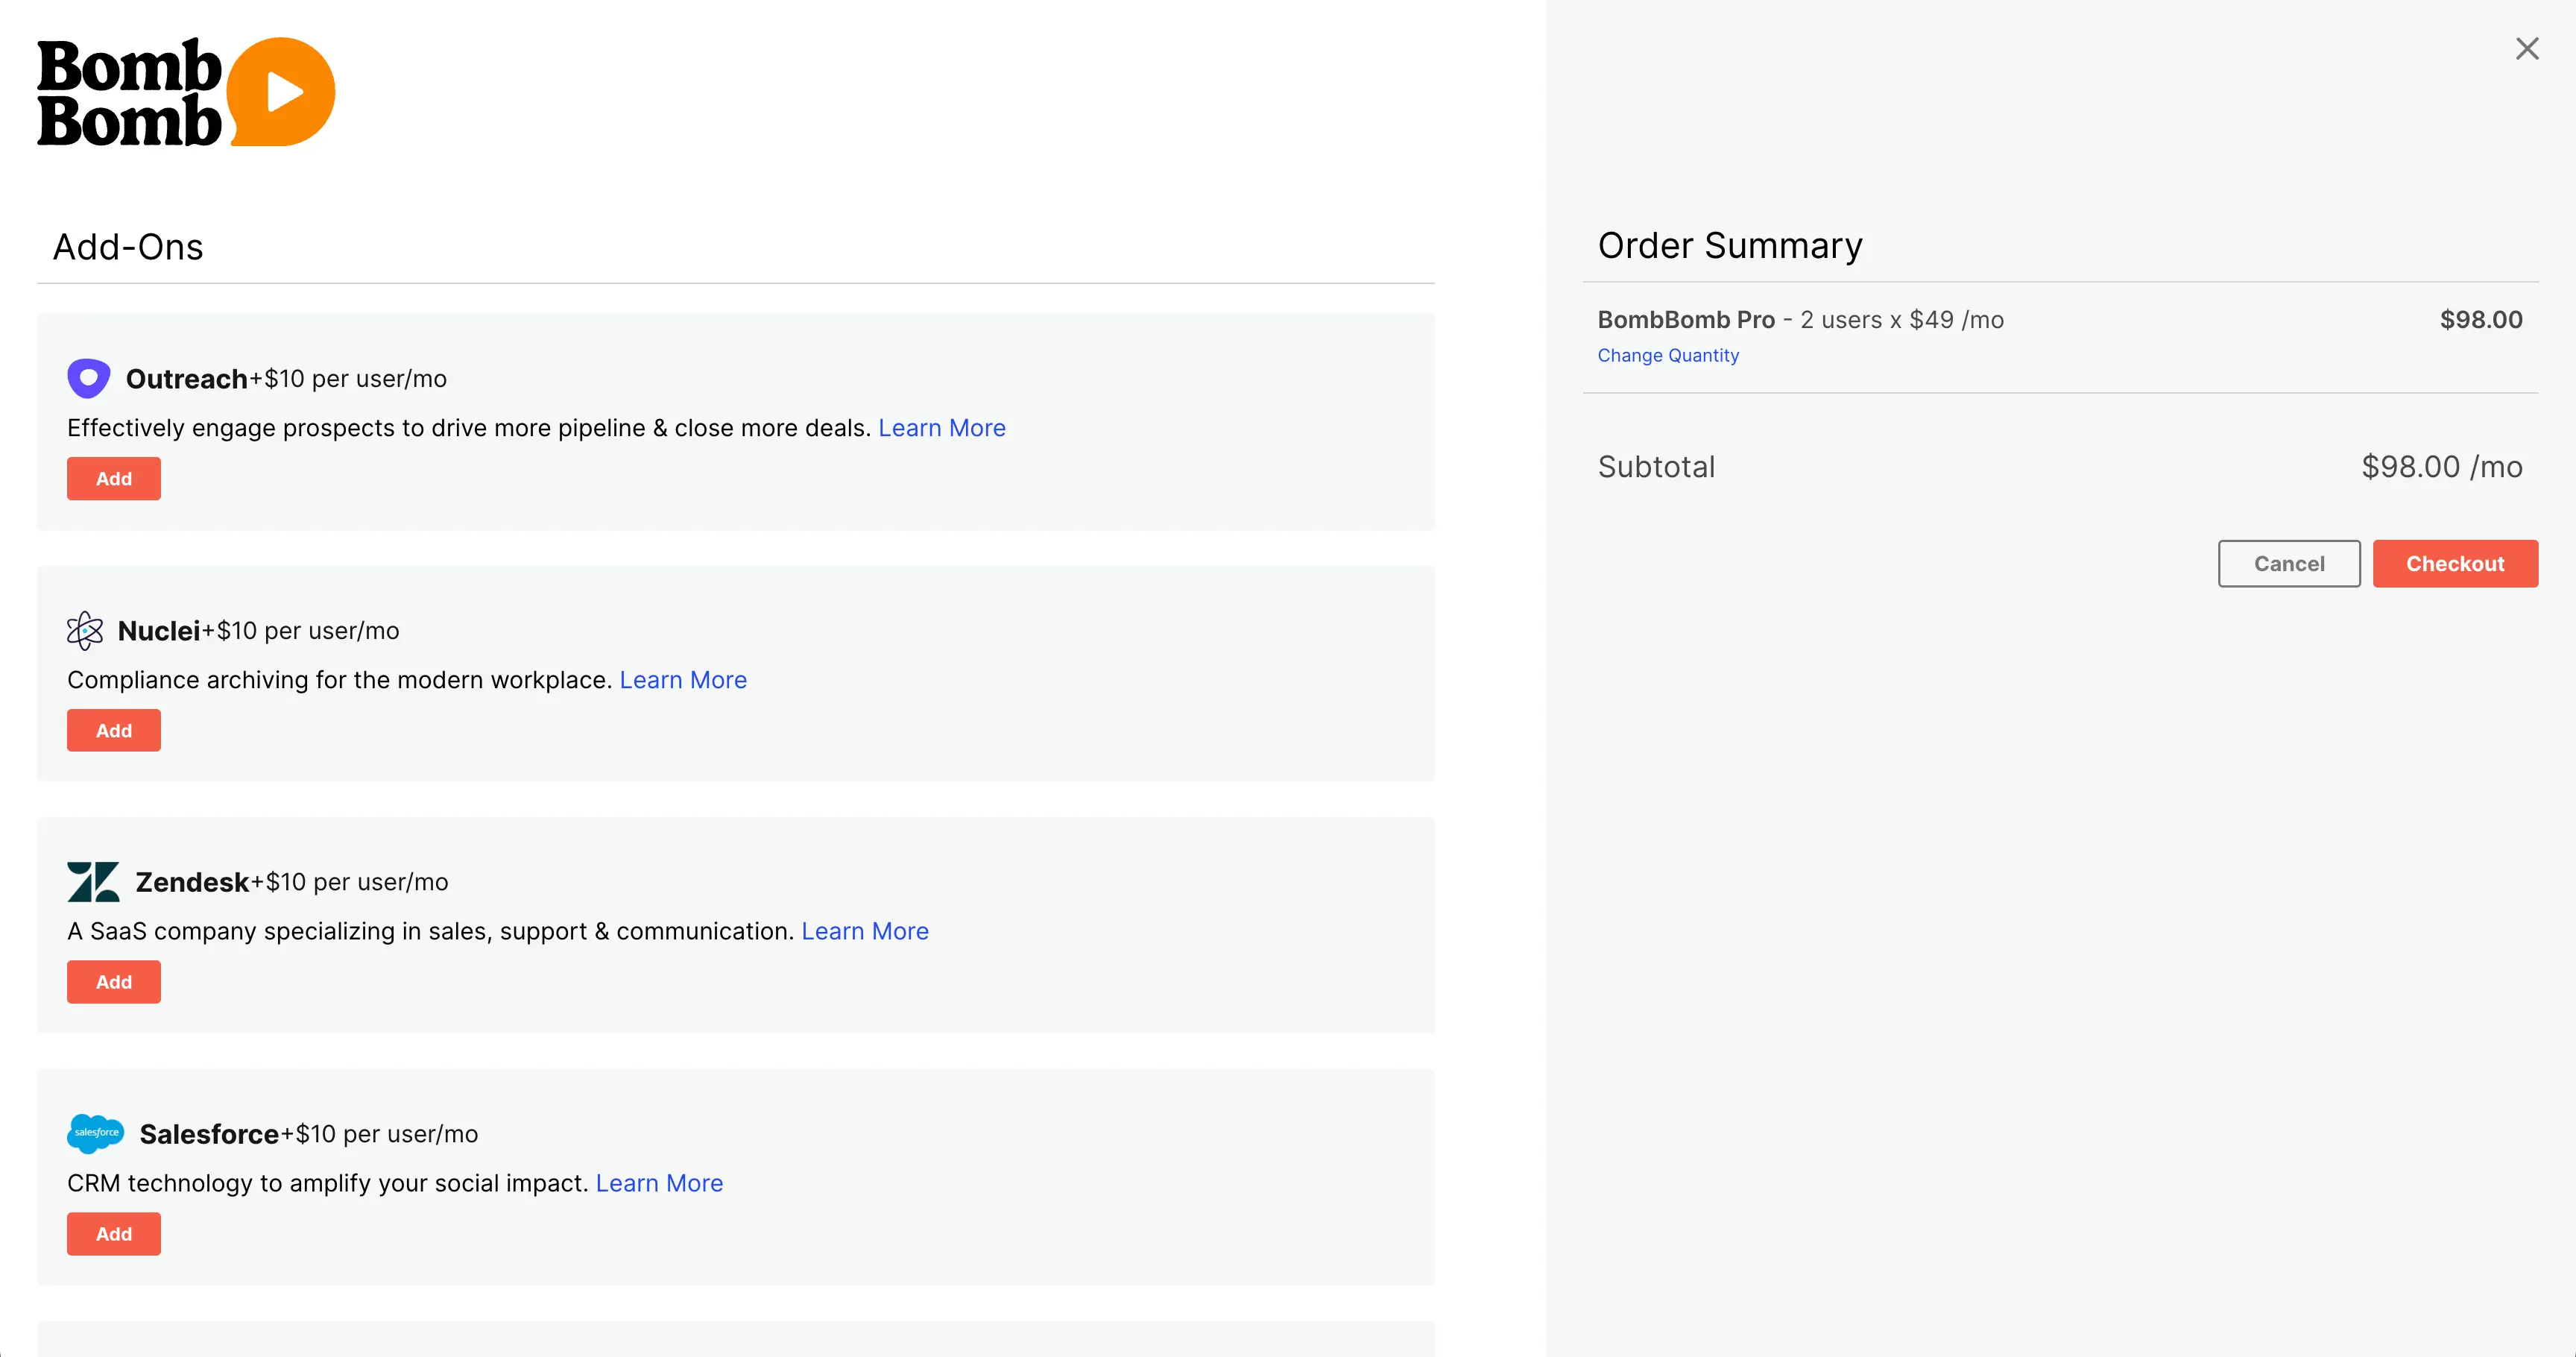 Bomb
Bomb
Add-Ons
Outreach+$10 per user/mo
Effectively engage prospects to drive more pipeline & close more deals. Learn More
Add
Nuclei+$10 per user/mo
Compliance archiving for the modern workplace. Learn More
Add
Zendesk+$10 per user/mo
A SaaS company specializing in sales, support & communication. Learn More
Add
salesforce
Salesforce+$10 per user/mo
CRM technology to amplify your social impact. Learn More
Add
Order Summary
BombBomb Pro - 2 users x $49 /mo $98.00
Change Quantity
Subtotal $98.00 /mo
Cancel Checkout